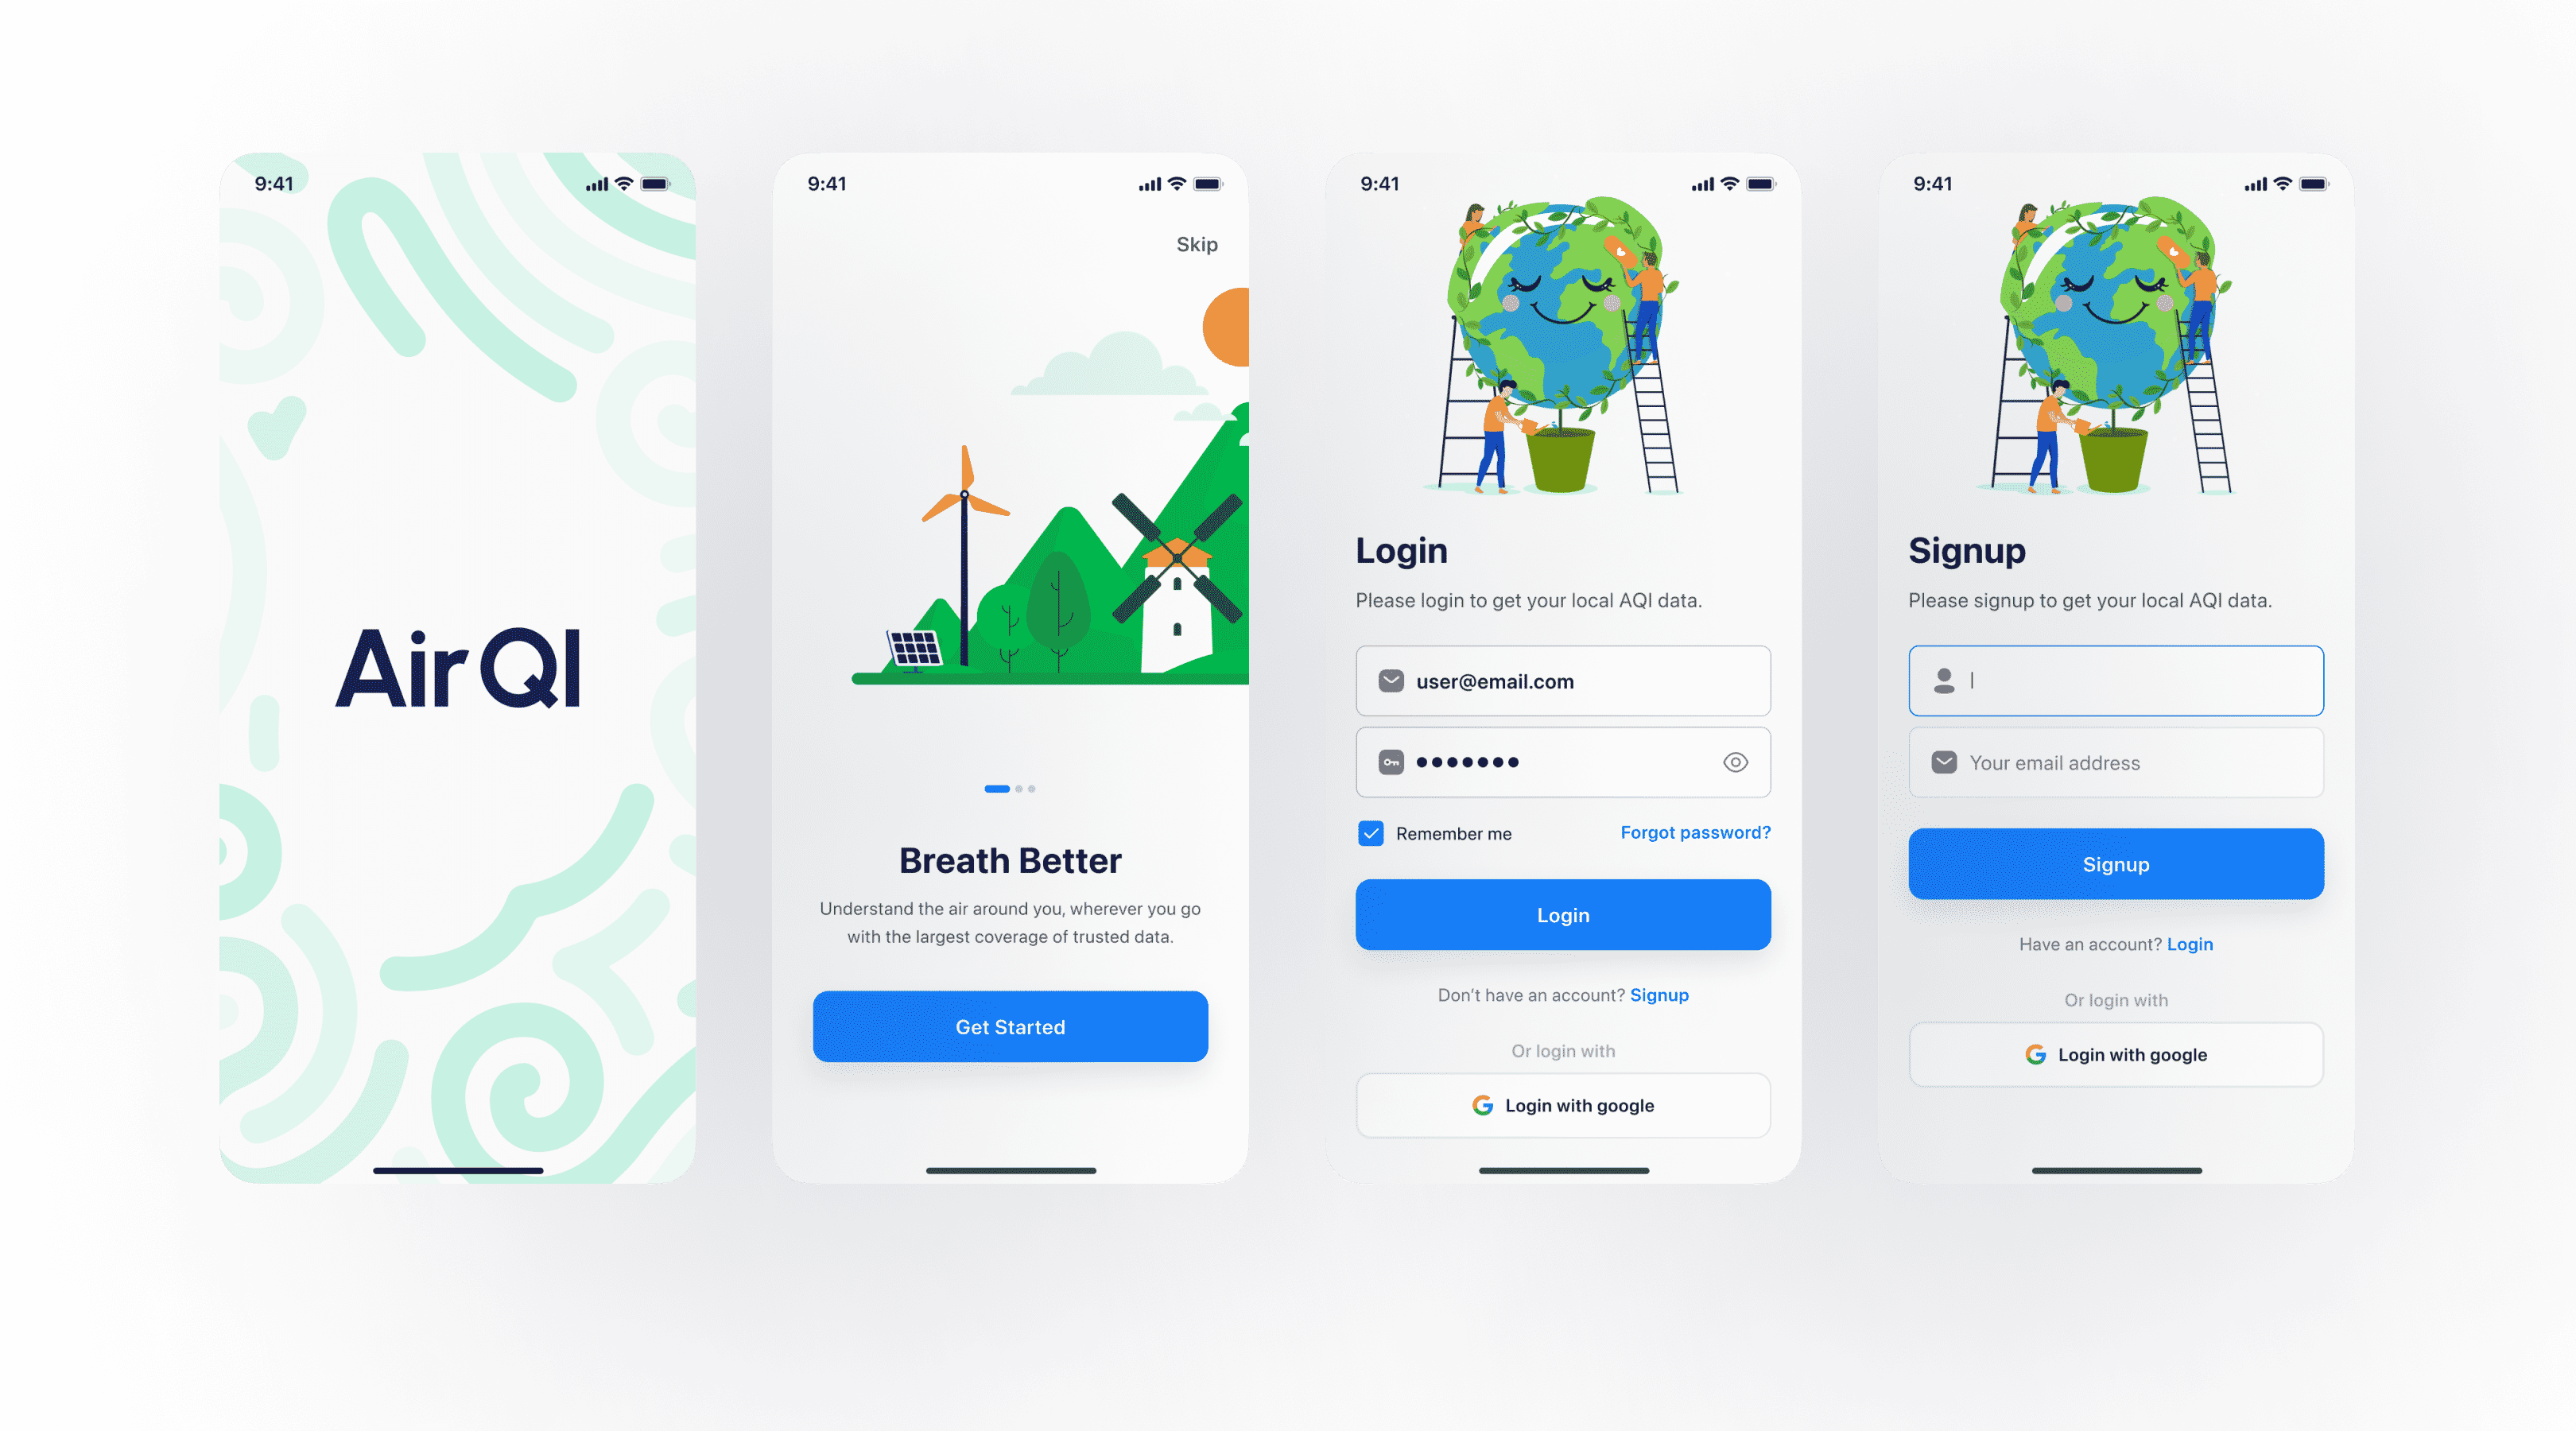 9:41
Air QI
9:41
Skip
Breath Better
Understand the air around you, wherever you go
with the largest coverage of trusted data.
Get Started
9:41
Login
Please login to get your local AQI data.
user@email.com
•••••••
Remember me
Forgot password?
Login
Don't have an account? Signup
Or login with
Login with google
9:41
Signup
Please signup to get your local AQI data.
Your email address
Signup
Have an account? Login
Or login with
Login with google